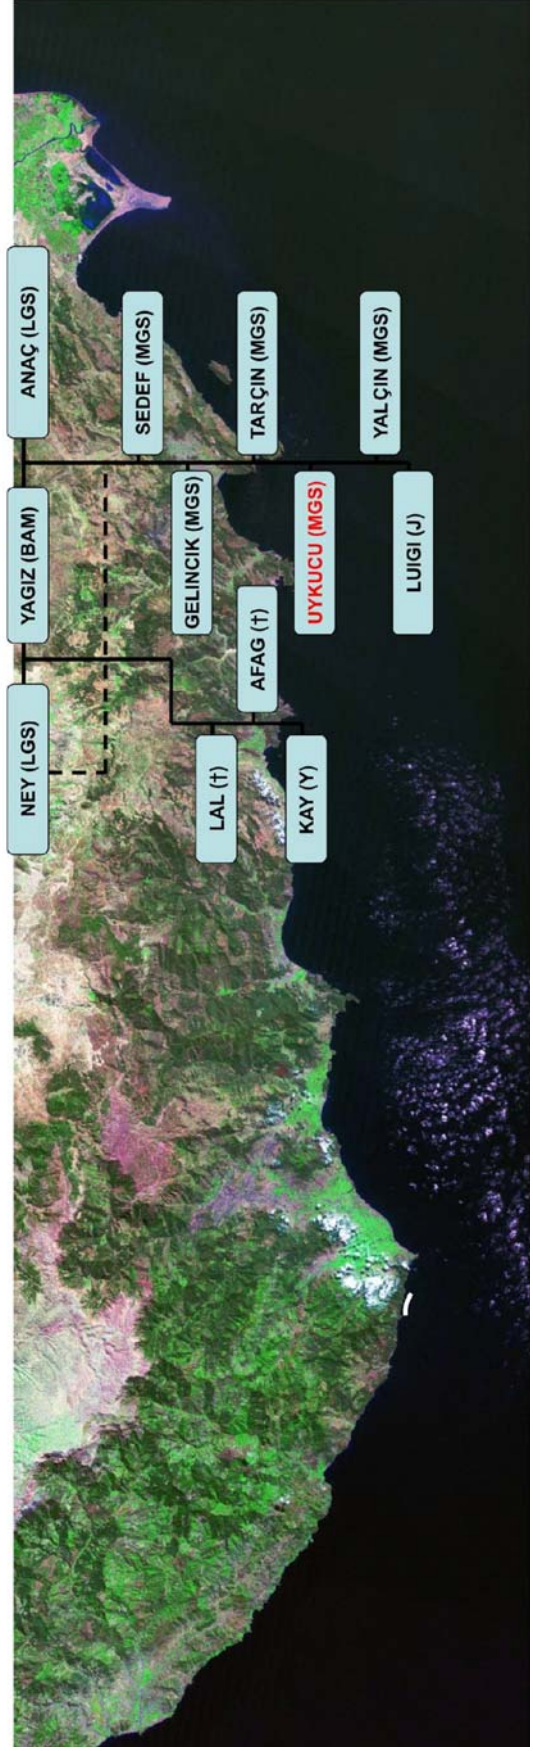 NEY (LGS)
YAGIZ (BAM)
ANAÇ (LGS)
SEDEF (MGS)
GELINCIK (MGS)
LAL (†)
AFAG (†)
TARÇIN (MGS)
KAY (Y)
UYKUCU (MGS)
YALÇIN (MGS)
LUIGI (J)